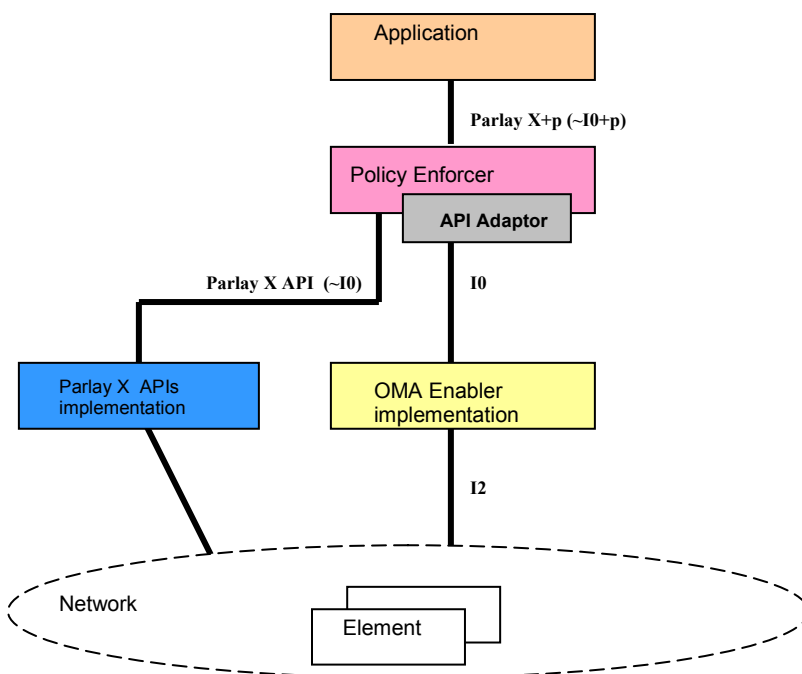 Application
Parlay X+p (~I0+p)
Policy Enforcer
API Adaptor
Parlay X API (~I0)
I0
Parlay X APIs
implementation
OMA Enabler
implementation
I2
Network
Element